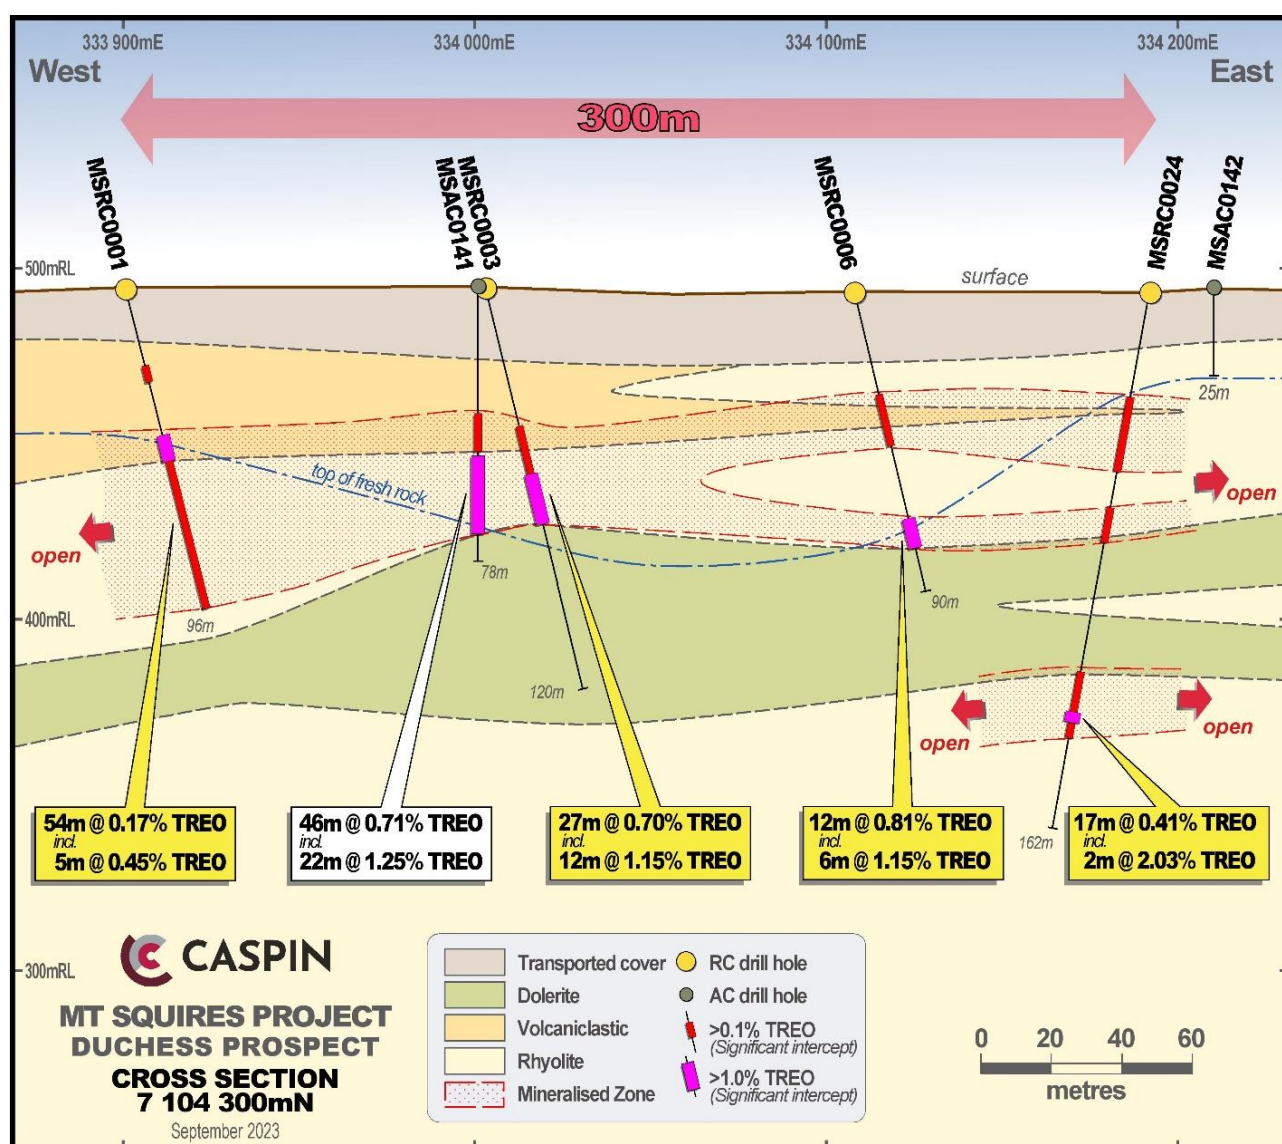 333 900mE
334 000mE
334 100mE
334 200mE
West
East
300m
MSRC0001
MSAC0141
MSRC0003
MSRC0006
MSRC0024
MSAC0142
500mRL
surface
25m
top of fresh rock
open
open
78m
96m
90m
400mRL
120m
open
open
162m
54m @ 0.17% TREO
incl.
5m @ 0.45% TREO
46m @ 0.71% TREO
incl.
22m @ 1.25% TREO
27m @ 0.70% TREO
incl.
12m @ 1.15% TREO
12m @ 0.81% TREO
incl.
6m @ 1.15% TREO
17m @ 0.41% TREO
incl.
2m @ 2.03% TREO
300mRL
CASPIN
MT SQUIRES PROJECT
DUCHESS PROSPECT
CROSS SECTION
7 104 300mN
September 2023
Transported cover
Dolerite
Volcaniclastic
Rhyolite
Mineralised Zone
RC drill hole
AC drill hole
>0.1% TREO
(Significant intercept)
>1.0% TREO
(Significant intercept)
0 20 40 60
metres